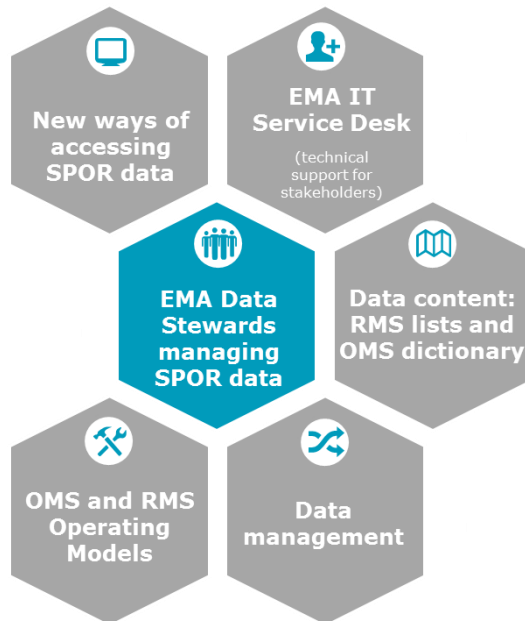 New ways of
accessing
SPOR data
EMA IT
Service Desk
(technical
support for
stakeholders)
EMA Data
Stewards
managing
SPOR data
Data content:
RMS lists and
OMS dictionary
OMS and RMS
Operating
Models
Data
management